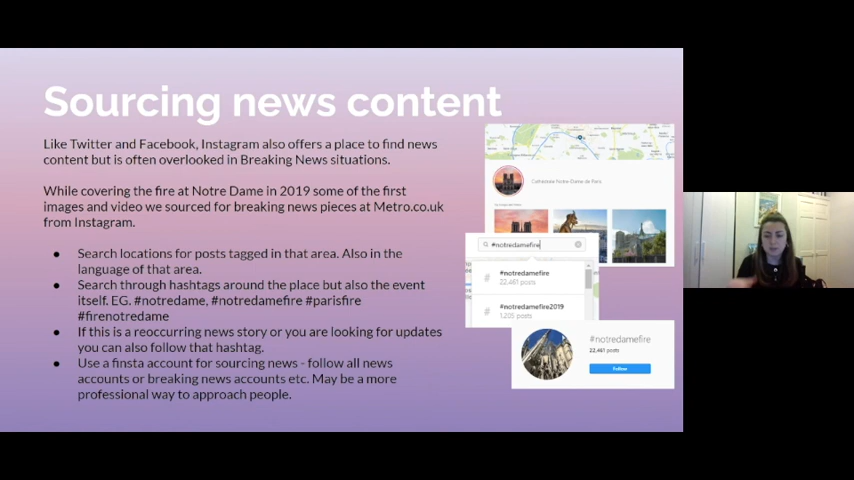 Sourcing news content
Like Twitter and Facebook, Instagram also offers a place to find news
content but is often overlooked in Breaking News situations.
While covering the fire at Notre Dame in 2019 some of the first
images and video we sourced for breaking news pieces at Metro.co.uk
from Instagram.
● Search locations for posts tagged in that area. Also in the
language of that area.
● Search through hashtags around the place but also the event
itself. EG. #notredame, #notredamefire #parisfire
#firenotredame
● If this is a reoccurring news story or you are looking for updates
you can also follow that hashtag.
● Use a finsta account for sourcing news - follow all news
accounts or breaking news accounts etc. May be a more
professional way to approach people.
Cathédrale Notre-Dame de Paris
#notredamefire
# #notredamefire
22,461 posts
# #notredamefire2019
1,205 posts
#notredamefire
22,461 posts
Follow